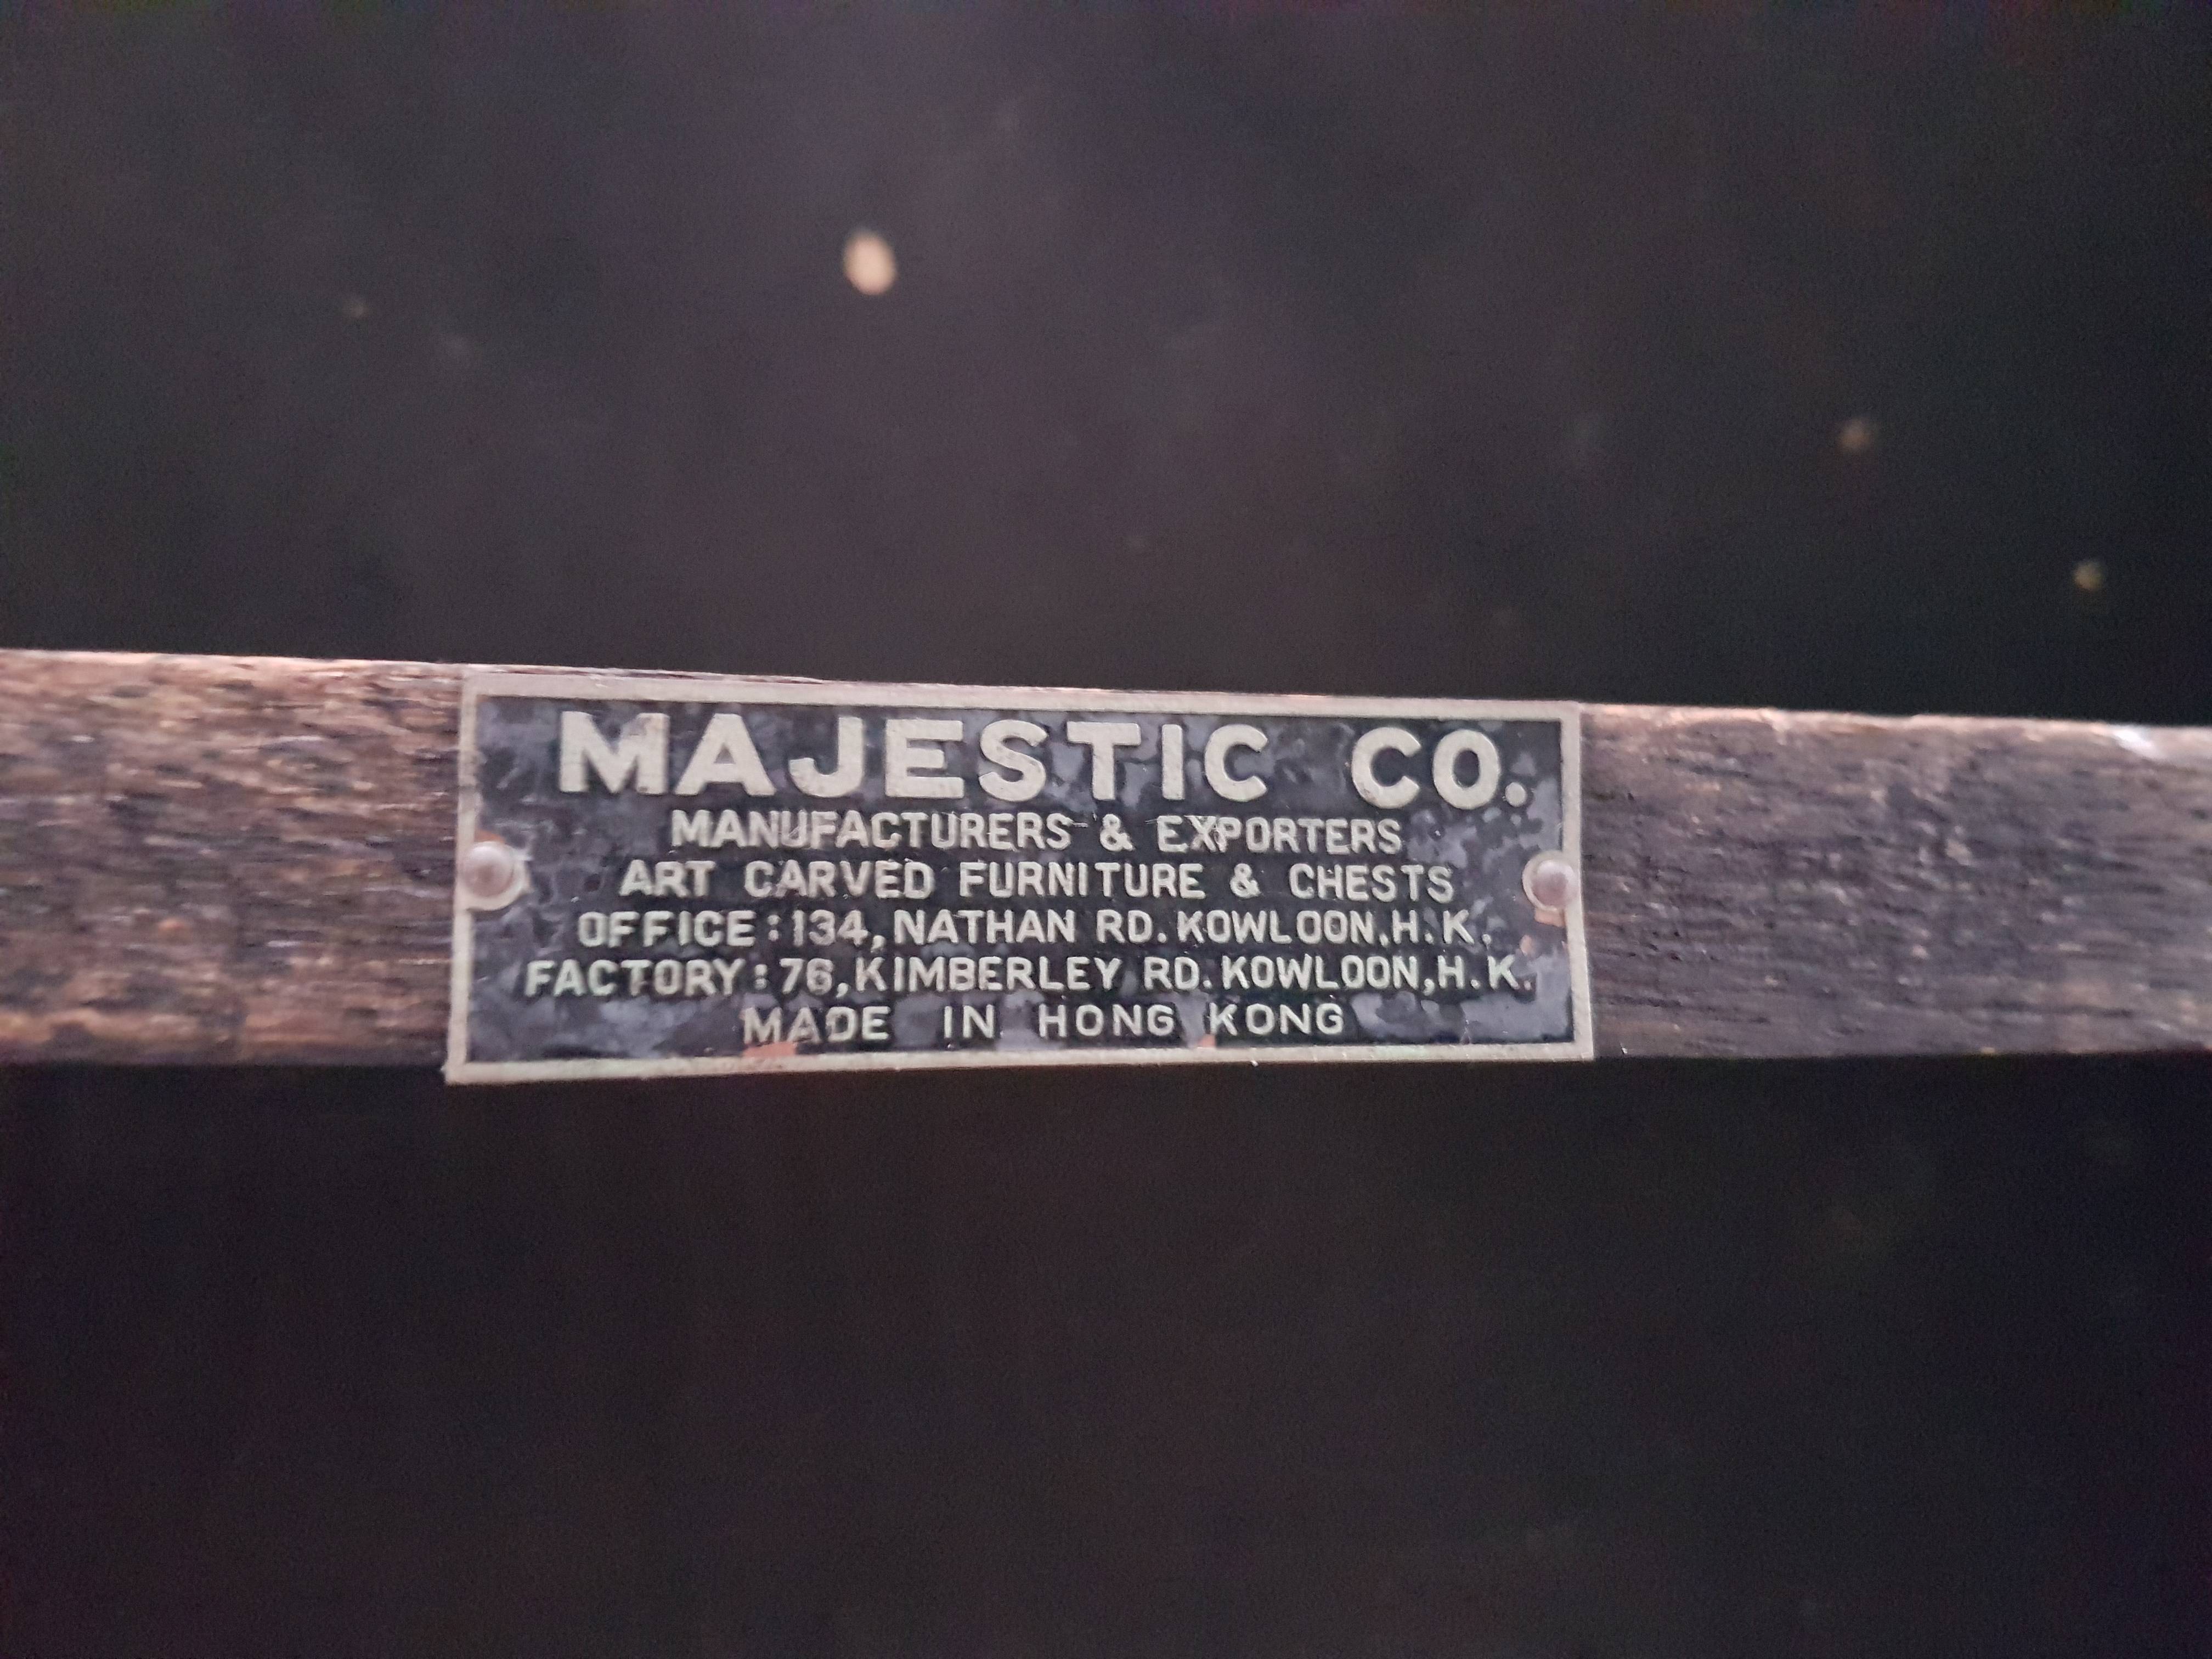 MAJESTIC CO.
MANUFACTURERS & EXPORTERS
ART CARVED FURNITURE & CHESTS
OFFICE:134, NATHAN RD. KOWLOON,H.K.
FACTORY:76,KIMBERLEY RD.KOWLOON,H.K.
MADE IN HONG KONG